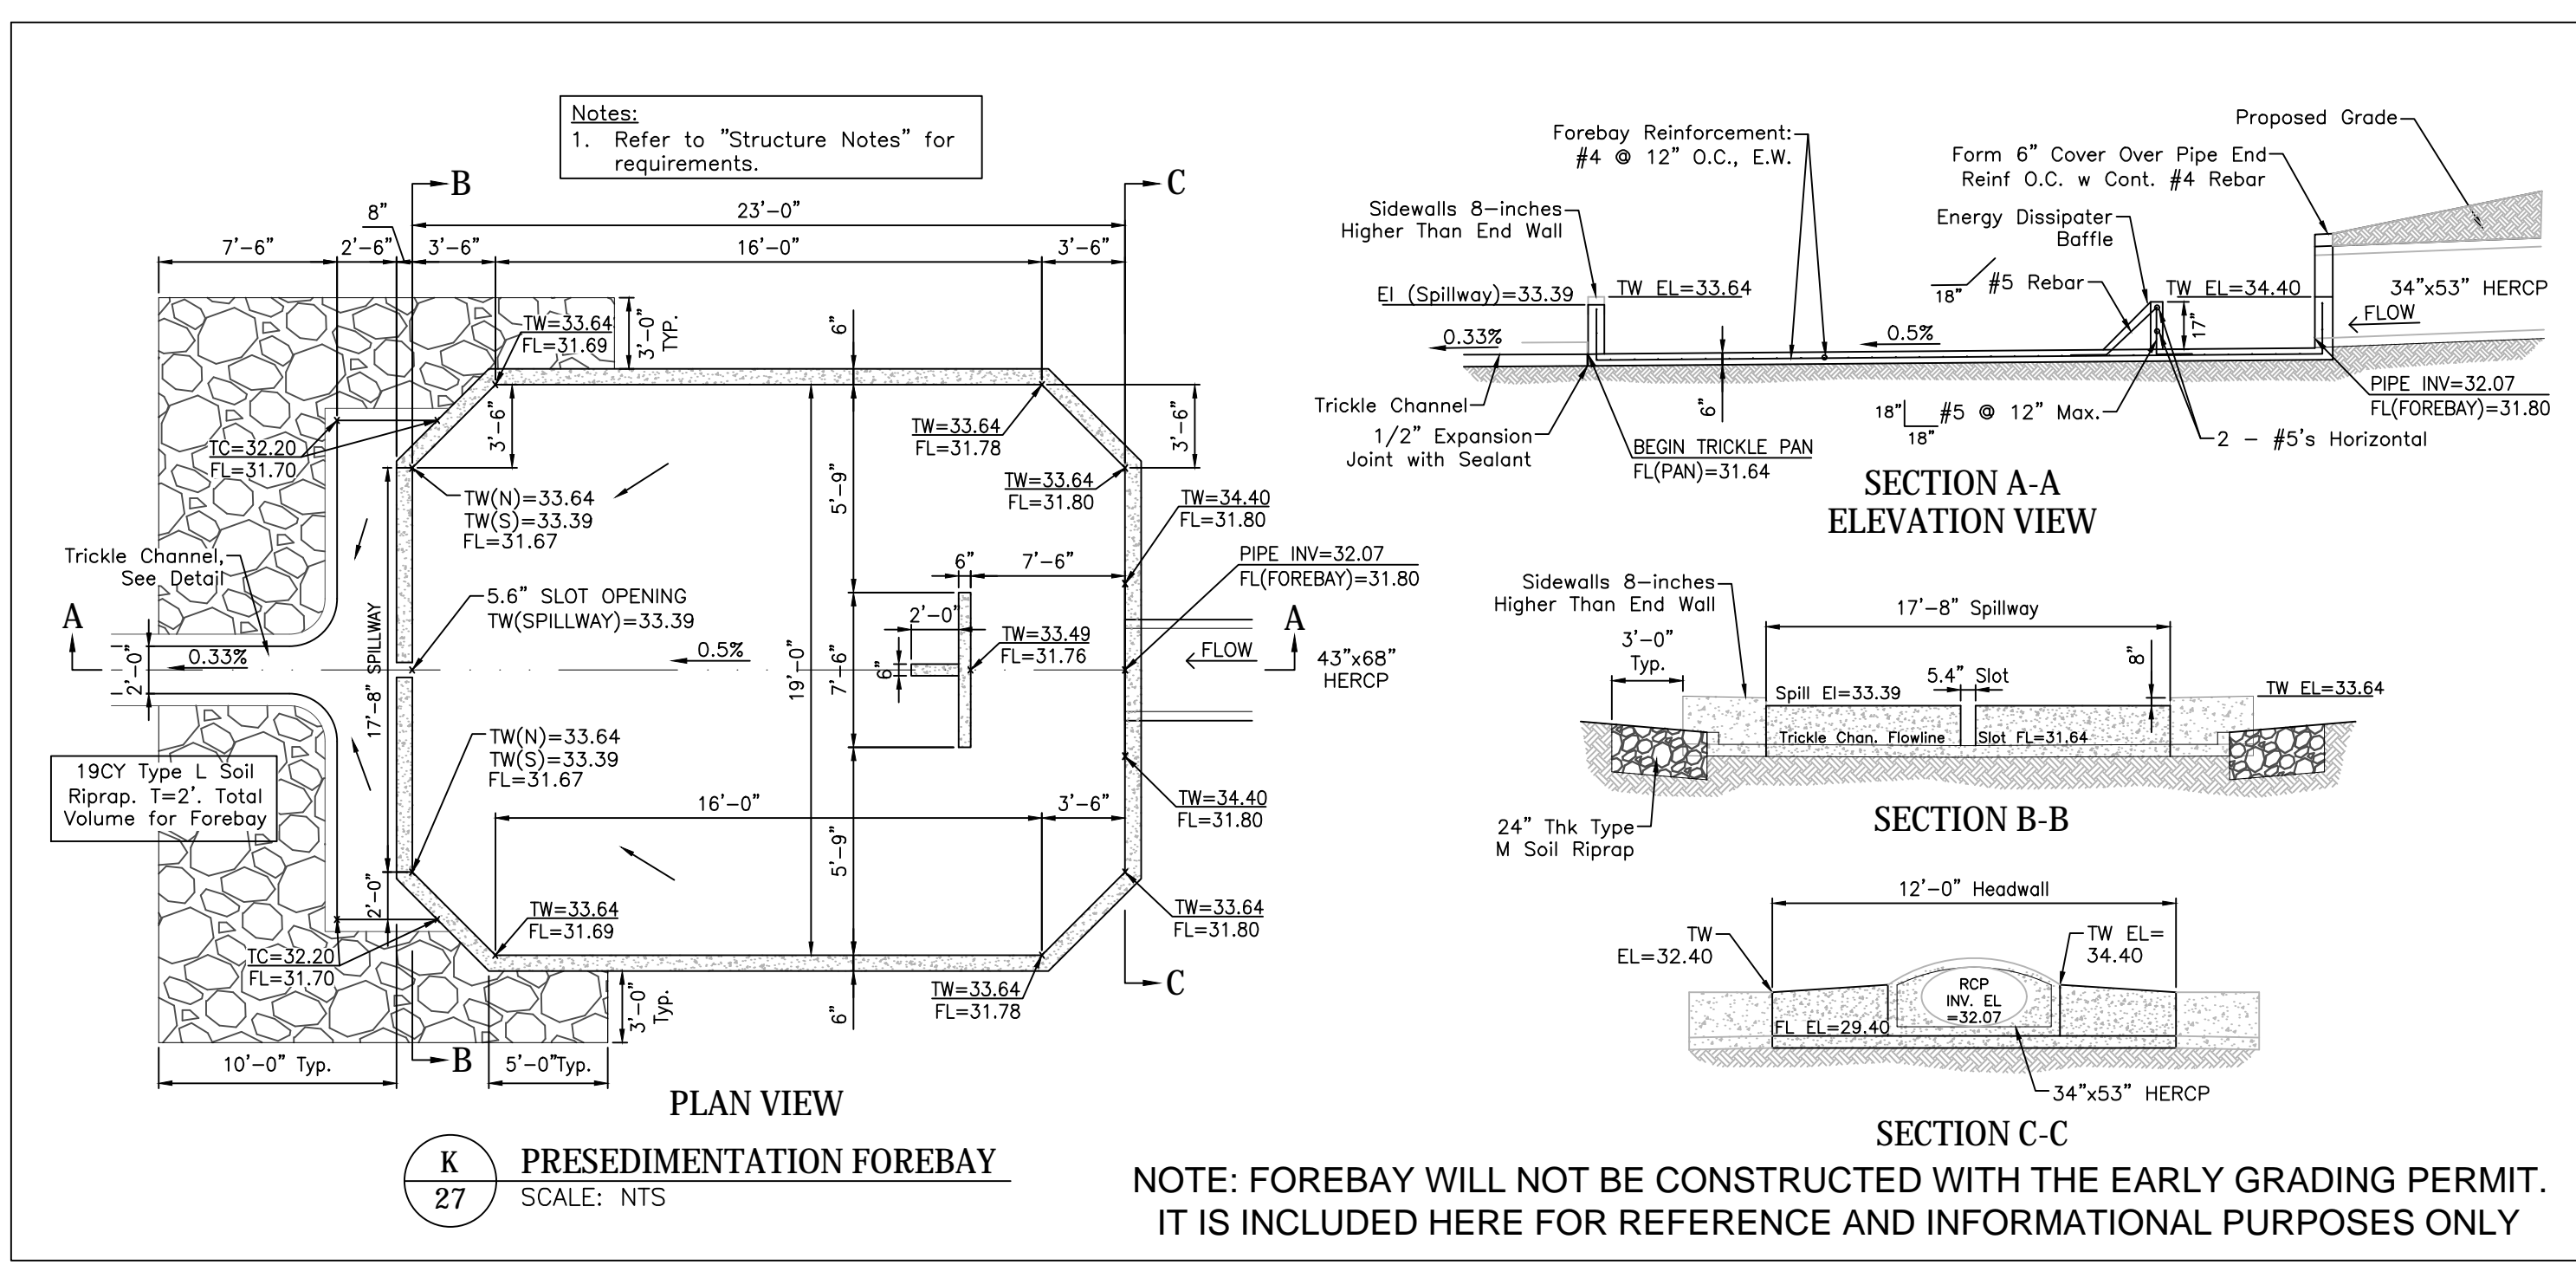 Notes:
1. Refer to "Structure Notes" for
requirements.
B
C
8"
23'-0"
7'-6"
2'-6"
3'-6"
16'-0"
3'-6"
TW=33.64
FL=31.69
3'-0"
TYP.
6"
3'-6"
3'-6"
TC=32.20
FL=31.70
TW=33.64
FL=31.78
5'-9"
TW=33.64
FL=31.80
TW(N)=33.64
TW(S)=33.39
FL=31.67
TW=34.40
FL=31.80
Trickle Channel,
See Detail
6"
7'-6"
PIPE INV=32.07
FL(FOREBAY)=31.80
5.6" SLOT OPENING
TW(SPILLWAY)=33.39
2'-0"
A
A
0.33%
0.5%
TW=33.49
FL=31.76
FLOW
43"x68"
HERCP
2'-0"
17'-8" SPILLWAY
19'-0"
7'-6"
6"
TW(N)=33.64
TW(S)=33.39
FL=31.67
19CY Type L Soil
Riprap. T=2'. Total
Volume for Forebay
16'-0"
3'-6"
TW=34.40
FL=31.80
5'-9"
2'-0"
TW=33.64
FL=31.69
TW=33.64
FL=31.80
TC=32.20
FL=31.70
TW=33.64
FL=31.78
C
6"
3'-0"
Typ.
B
10'-0" Typ.
5'-0"Typ.
PLAN VIEW
K
27
PRESEDIMENTATION FOREBAY
SCALE: NTS
Proposed Grade
Forebay Reinforcement:
#4 @ 12" O.C., E.W.
Form 6" Cover Over Pipe End
Reinf O.C. w Cont. #4 Rebar
Sidewalls 8-inches
Higher Than End Wall
Energy Dissipater
Baffle
#5 Rebar
18"
El (Spillway)=33.39
TW EL=33.64
TW EL=34.40
34"x53" HERCP
FLOW
17"
0.33%
0.5%
6"
Trickle Channel
1/2" Expansion
Joint with Sealant
BEGIN TRICKLE PAN
FL(PAN)=31.64
18"
18"
#5 @ 12" Max.
2 - #5's Horizontal
PIPE INV=32.07
FL(FOREBAY)=31.80
SECTION A-A
ELEVATION VIEW
Sidewalls 8-inches
Higher Than End Wall
17'-8" Spillway
3'-0"
Typ.
5.4" Slot
8"
Spill El=33.39
TW EL=33.64
Trickle Chan. Flowline
Slot FL=31.64
24" Thk Type
M Soil Riprap
SECTION B-B
12'-0" Headwall
TW
EL=32.40
TW EL=
34.40
RCP
INV. EL
=32.07
FL EL=29.40
34"x53" HERCP
SECTION C-C
NOTE: FOREBAY WILL NOT BE CONSTRUCTED WITH THE EARLY GRADING PERMIT.
IT IS INCLUDED HERE FOR REFERENCE AND INFORMATIONAL PURPOSES ONLY